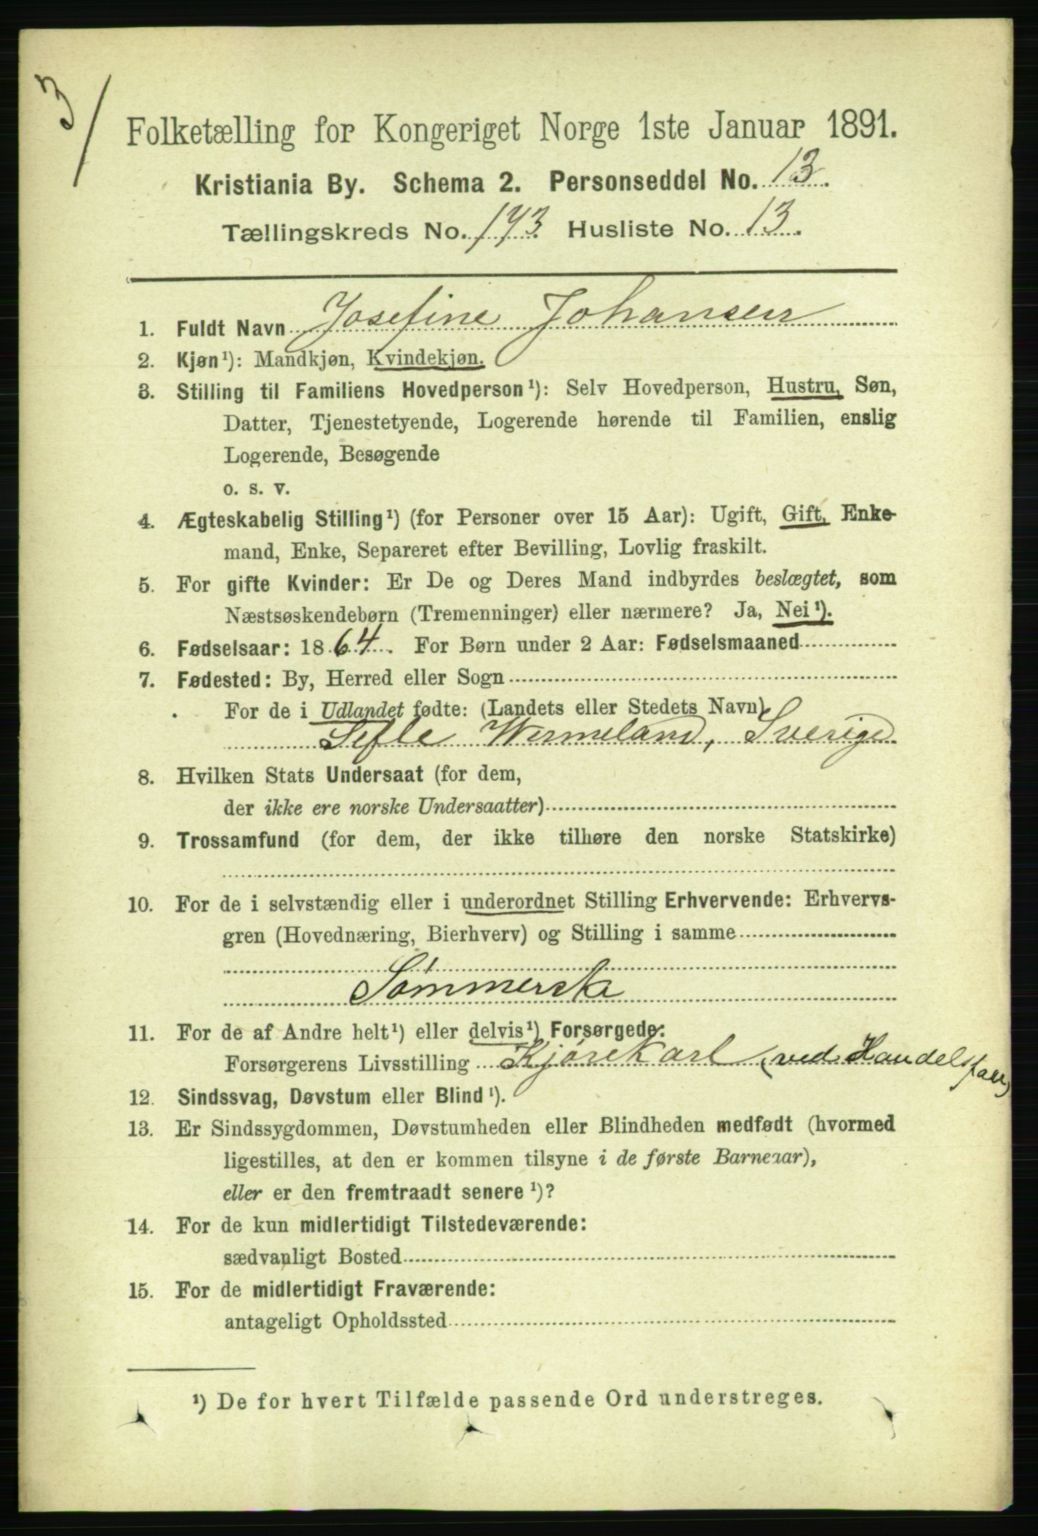 3/
Folketælling for Kongeriget Norge 1ste Januar 1891.
Kristiania By. Schema 2. Personseddel No. 13.
Tællingskreds No. 173. Husliste No. 13.
1. Fuldt Navn Josefine Johansen
2. Kjøn¹): Mandkjøn, Kvindekjøn.
3. Stilling til Familiens Hovedperson¹): Selv Hovedperson, Hustru, Søn,
Datter, Tjenestetyende, Logerende hørende til Familien, enslig
Logerende, Besøgende
o. s. v.
4. Ægteskabelig Stilling¹) (for Personer over 15 Aar): Ugift, Gift, Enke-
mand, Enke, Separeret efter Bevilling, Lovlig fraskilt.
5. For gifte Kvinder: Er De og Deres Mand indbyrdes beslægtet, som
Næstsøskendebørn (Tremenninger) eller nærmere? Ja, Nei¹).
6. Fødselsaar: 1864. For Børn under 2 Aar: Fødselsmaaned
7. Fødested: By, Herred eller Sogn
For de i Udlandet fødte: (Landets eller Stedets Navn)
Sefle Wermeland, Sverige
8. Hvilken Stats Undersaat (for dem,
der ikke ere norske Undersaatter)
9. Trossamfund (for dem, der ikke tilhøre den norske Statskirke)
10. For de i selvstændig eller i underordnet Stilling Erhvervende: Erhvervs-
gren (Hovednæring, Bierhverv) og Stilling i samme
Sømmerske
11. For de af Andre helt¹) eller delvis¹) Forsørgede:
Forsørgerens Livsstilling Kjørekarl (ved Handels
12. Sindssvag, Døvstum eller Blind¹).
13. Er Sindssygdommen, Døvstumheden eller Blindheden medfødt (hvormed
ligestilles, at den er kommen tilsyne i de første Barneaar),
eller er den fremtraadt senere¹)?
14. For de kun midlertidigt Tilstedeværende:
sædvanligt Bosted
15. For de midlertidigt Fraværende:
antageligt Opholdssted
¹) De for hvert Tilfælde passende Ord understreges.